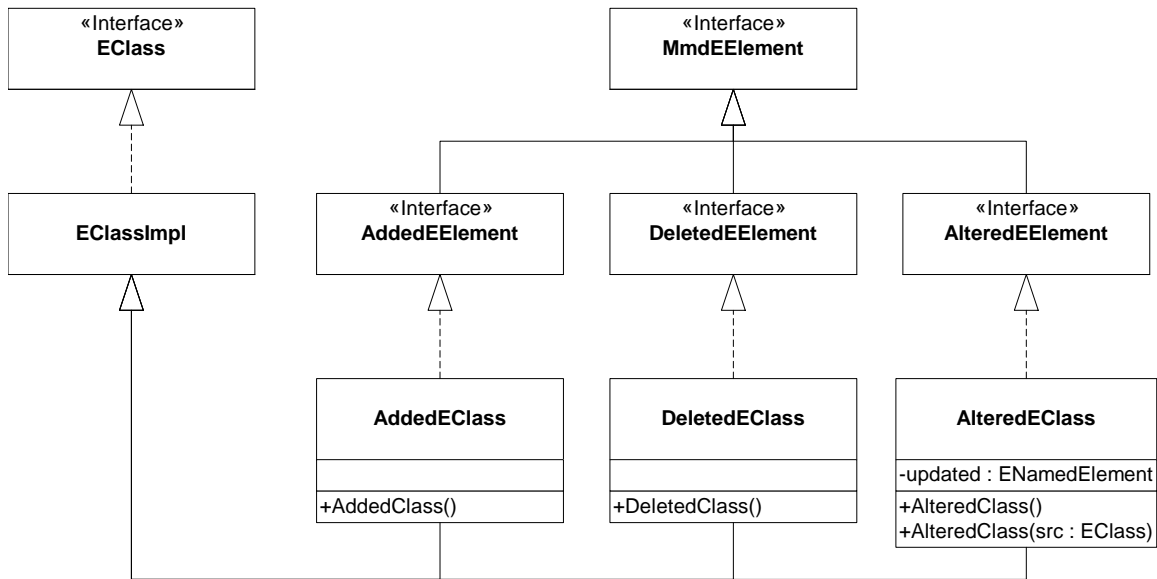 «Interface»
EClass
«Interface»
MmdEElement
EClassImpl
«Interface»
AddedEElement
«Interface»
DeletedEElement
«Interface»
AlteredEElement
AddedEClass
+AddedClass()
DeletedEClass
+DeletedClass()
AlteredEClass
-updated : ENamedElement
+AlteredClass()
+AlteredClass(src : EClass)